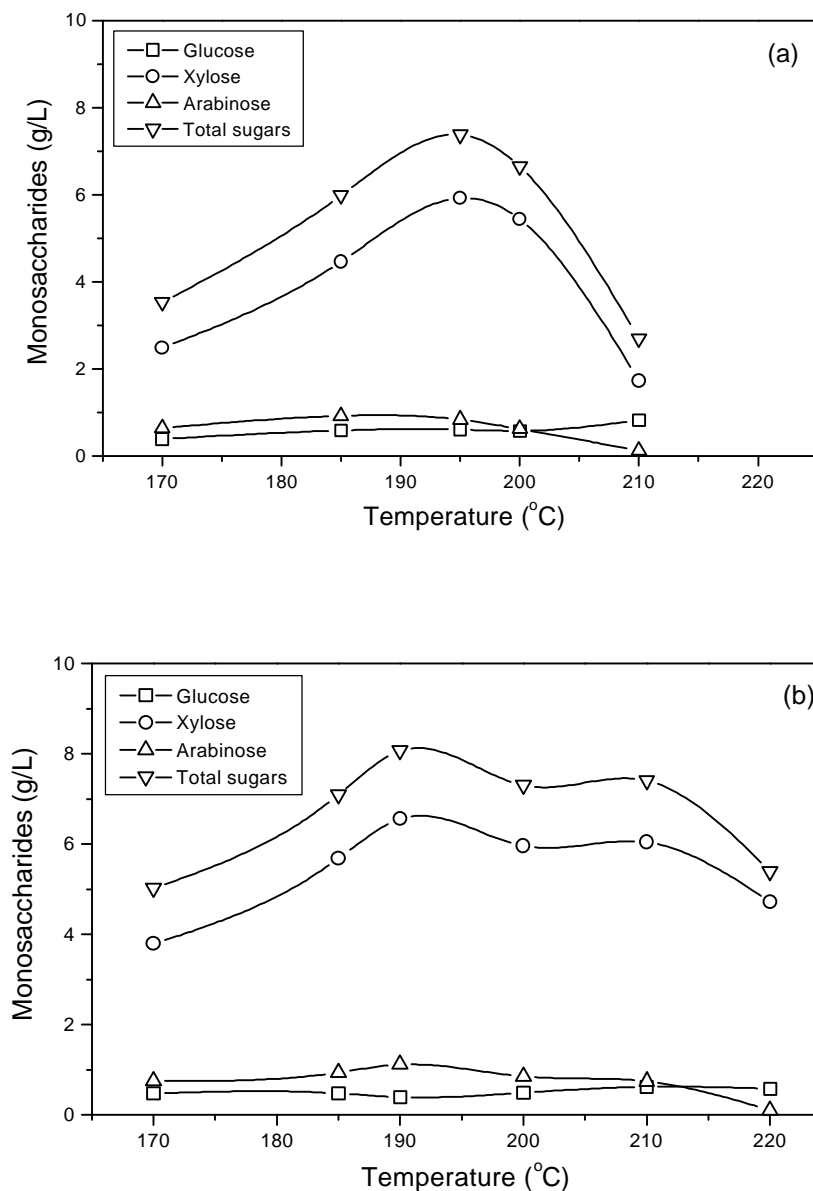 10
8
6
4
2
0
Monosaccharides (g/L)
Glucose
Xylose
Arabinose
Total sugars
(a)
170 180 190 200 210 220
Temperature (°C)
10
8
6
4
2
0
Monosaccharides (g/L)
Glucose
Xylose
Arabinose
Total sugars
(b)
170 180 190 200 210 220
Temperature (°C)